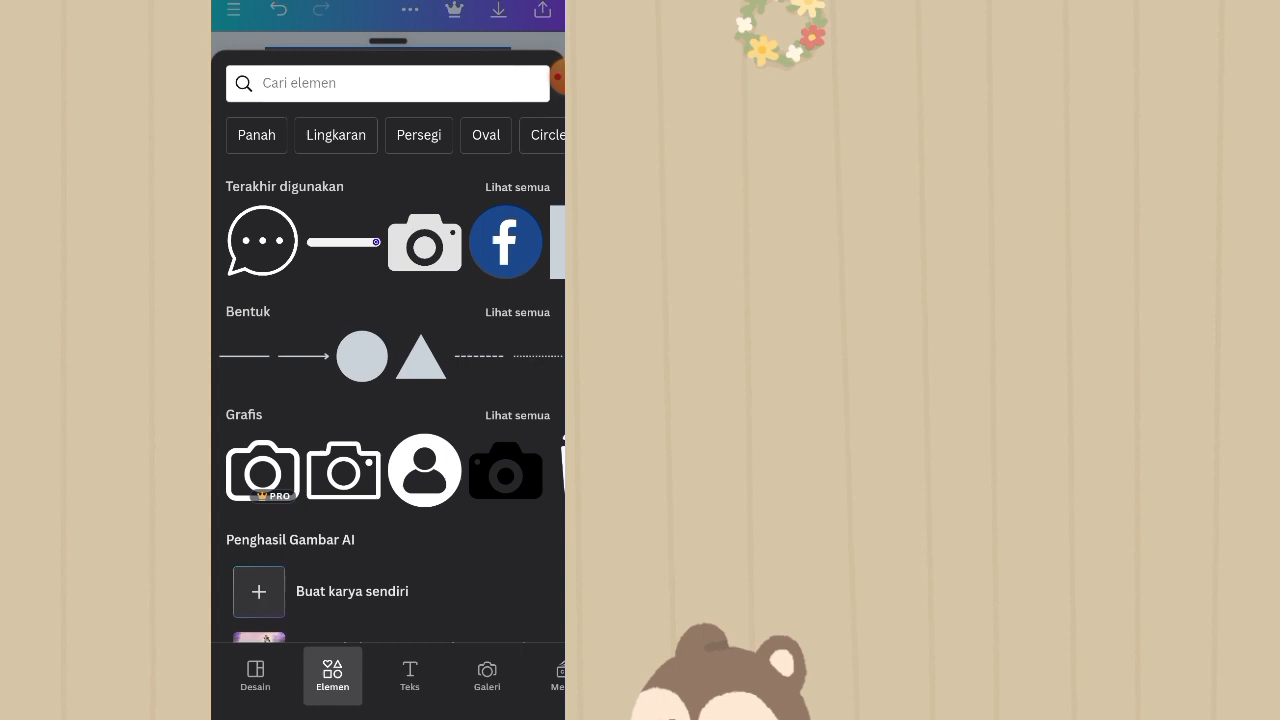 Cari elemen
Panah Lingkaran Persegi Oval Circle
Terakhir digunakan Lihat semua
f
Bentuk Lihat semua
Grafis Lihat semua
PRO
Penghasil Gambar AI
Buat karya sendiri
Desain Elemen Teks Galeri Me